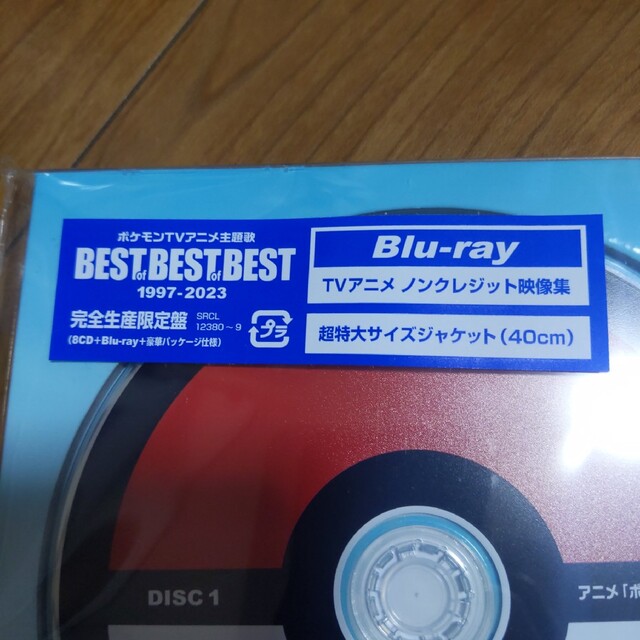 ポケモンTVアニメ主題歌
BEST of BEST of BEST
1997-2023
完全生産限定盤
SRCL
12380～9
(8CD+Blu-ray+豪華パッケージ仕様)
プラ
Blu-ray
TVアニメ ノンクレジット映像集
超特大サイズジャケット(40cm)
DISC 1
アニメ「ポ